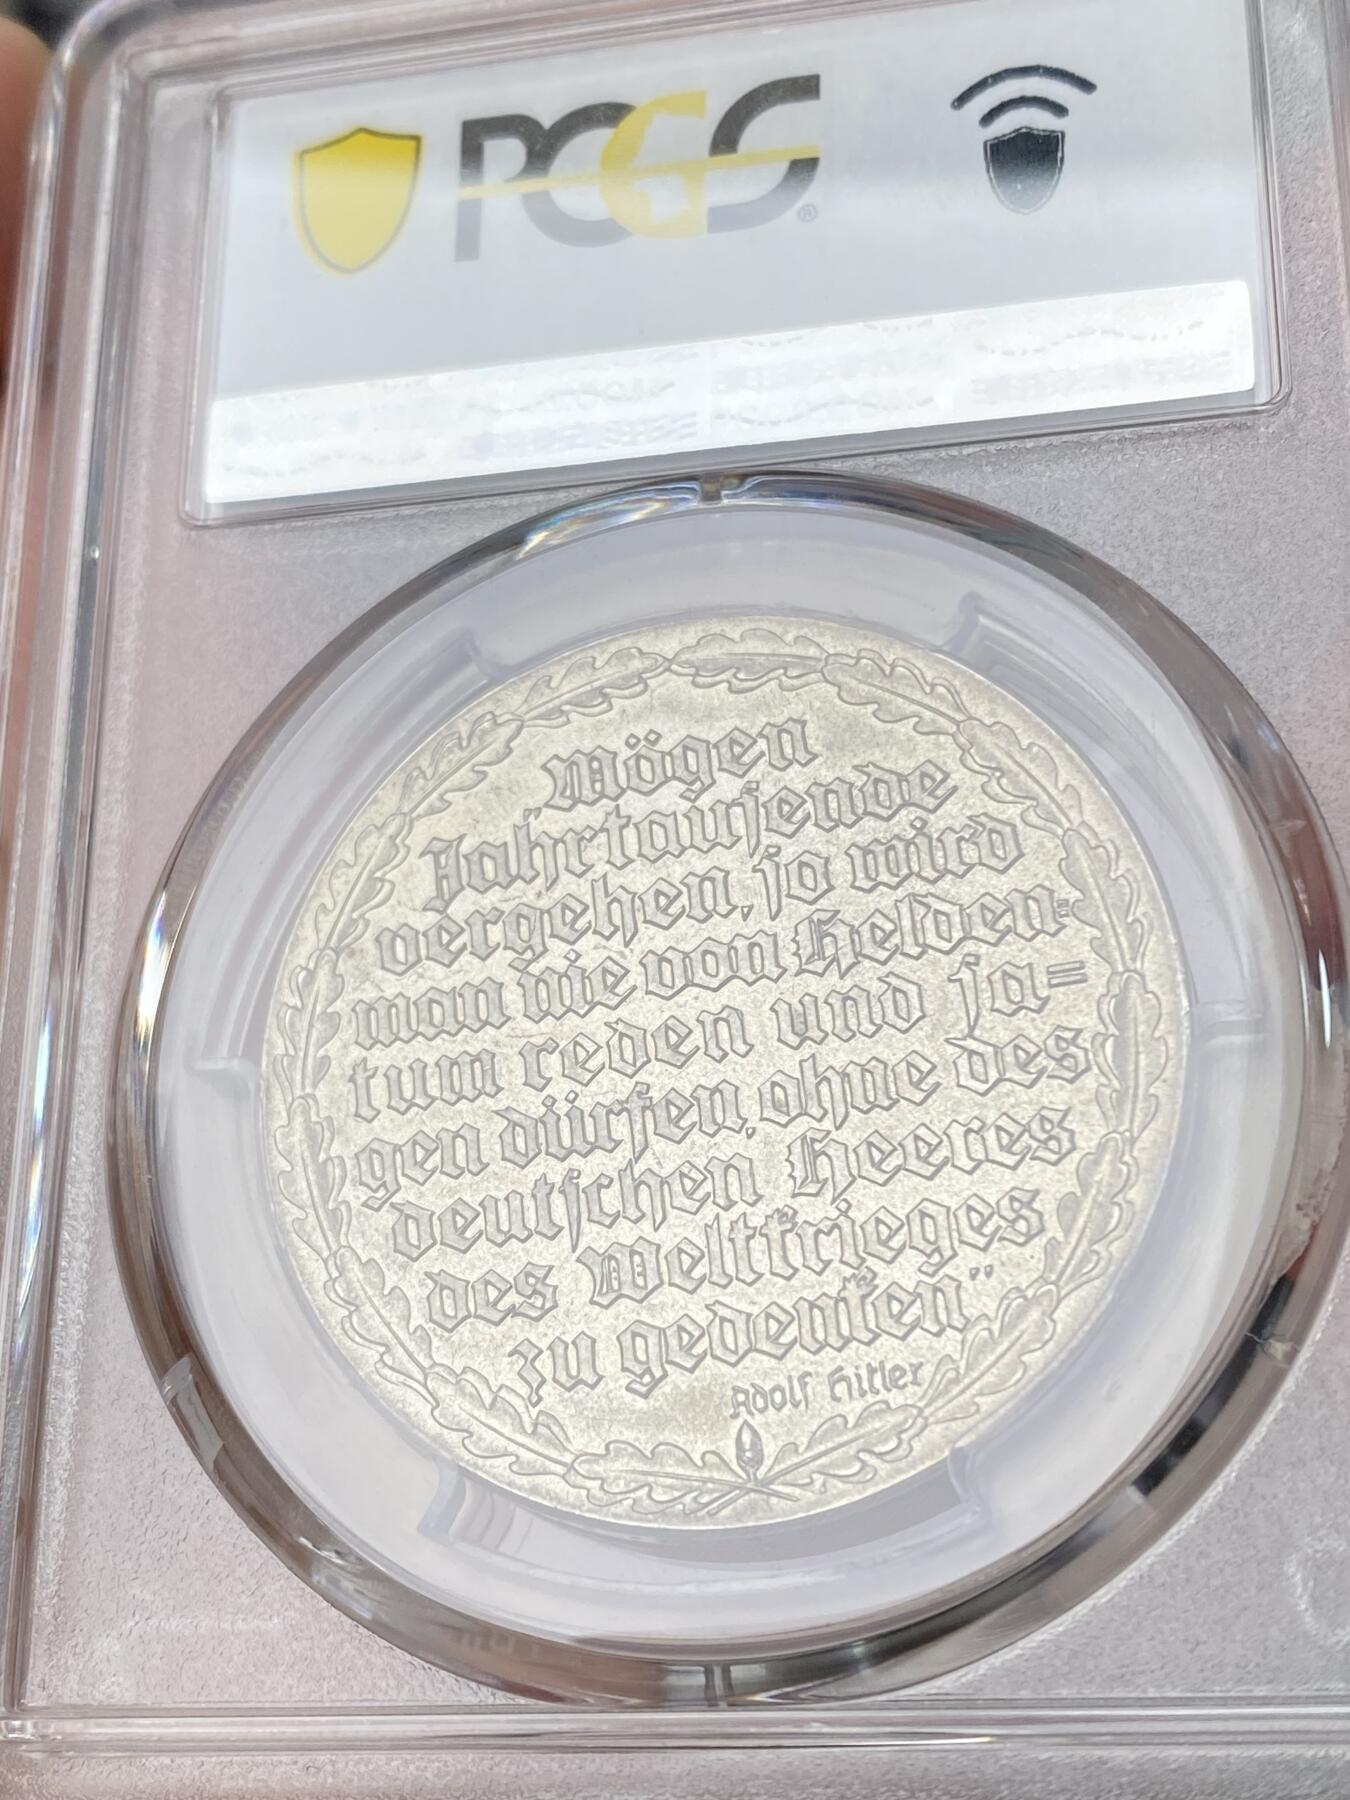 PCGS®
„Mögen
Jahrtauſende
vergehen, ſo wird
man nie von Helden=
tum reden und ſa=
gen dürfen, ohne des
deutſchen Heeres
des Weltkrieges
zu gedenken“
Adolf Hitler